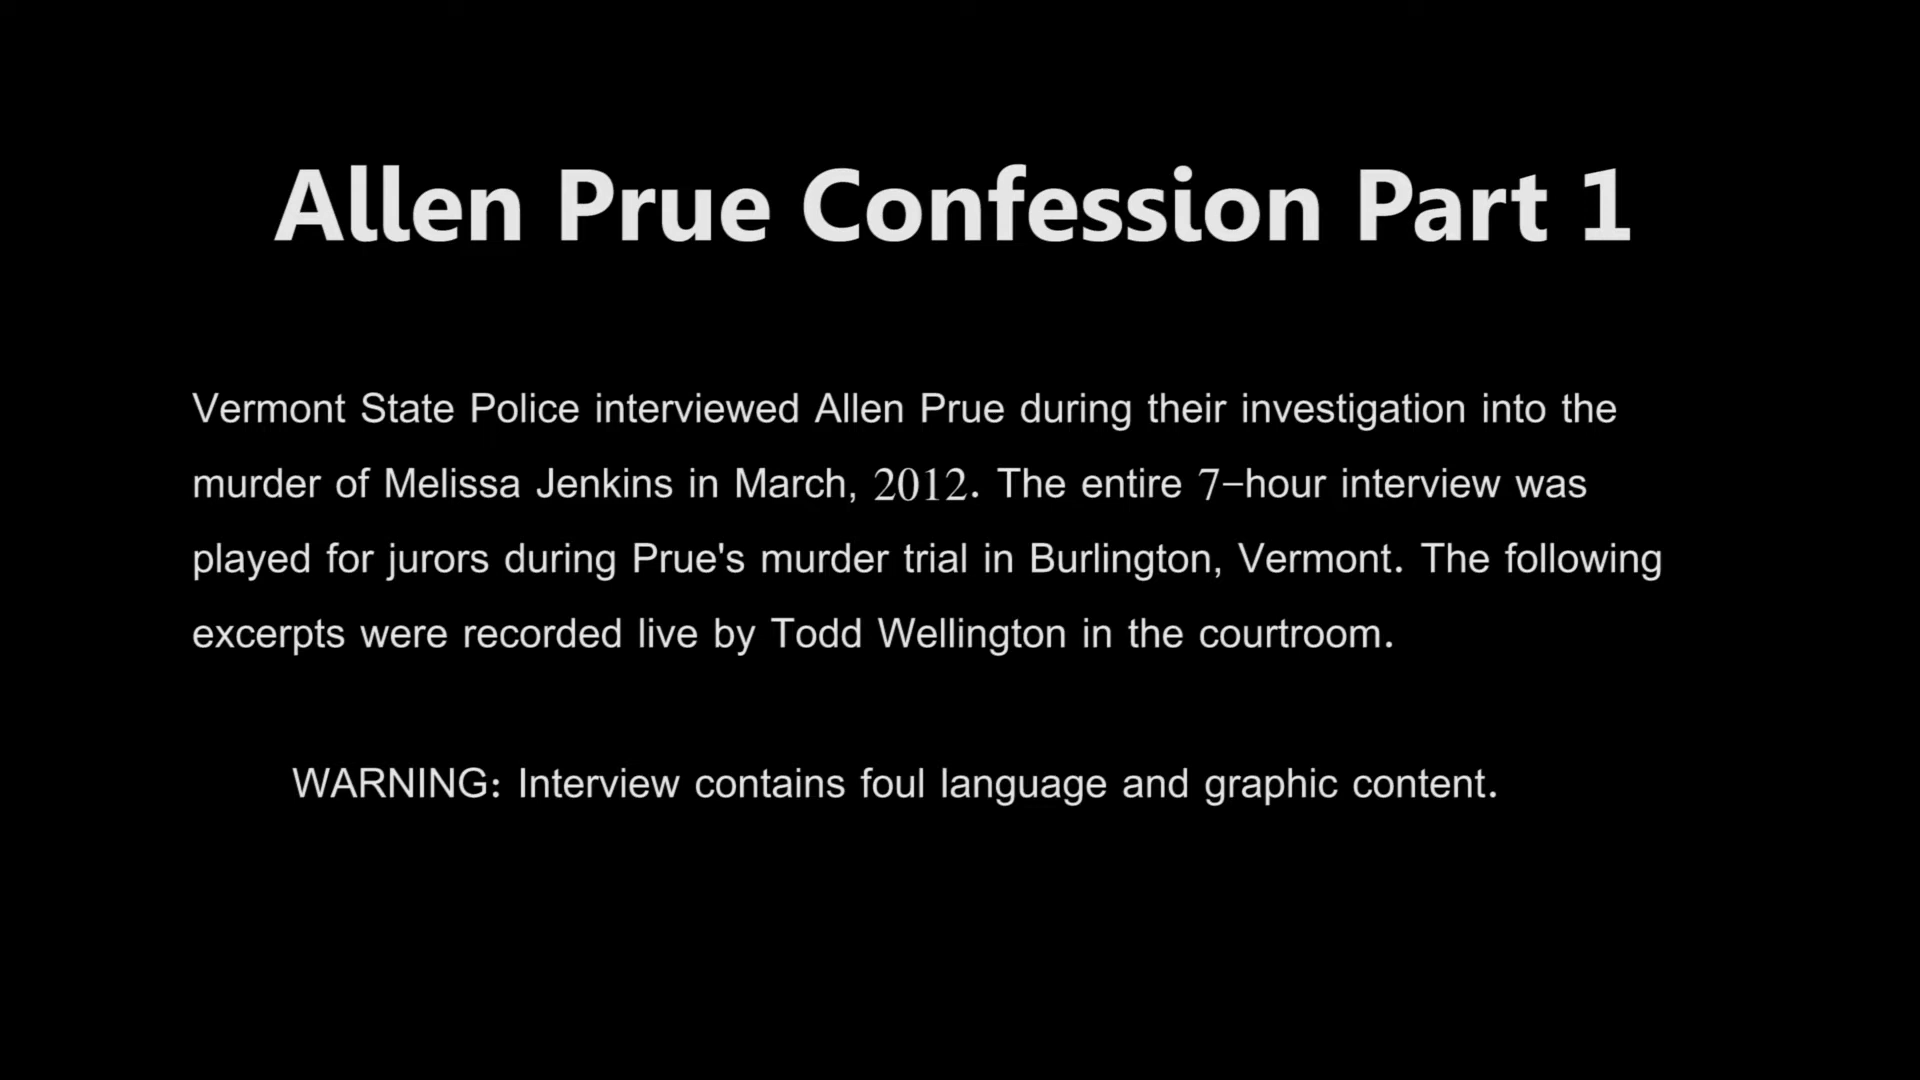 Allen Prue Confession Part 1
Vermont State Police interviewed Allen Prue during their investigation into the
murder of Melissa Jenkins in March, 2012. The entire 7-hour interview was
played for jurors during Prue's murder trial in Burlington, Vermont. The following
excerpts were recorded live by Todd Wellington in the courtroom.
WARNING: Interview contains foul language and graphic content.